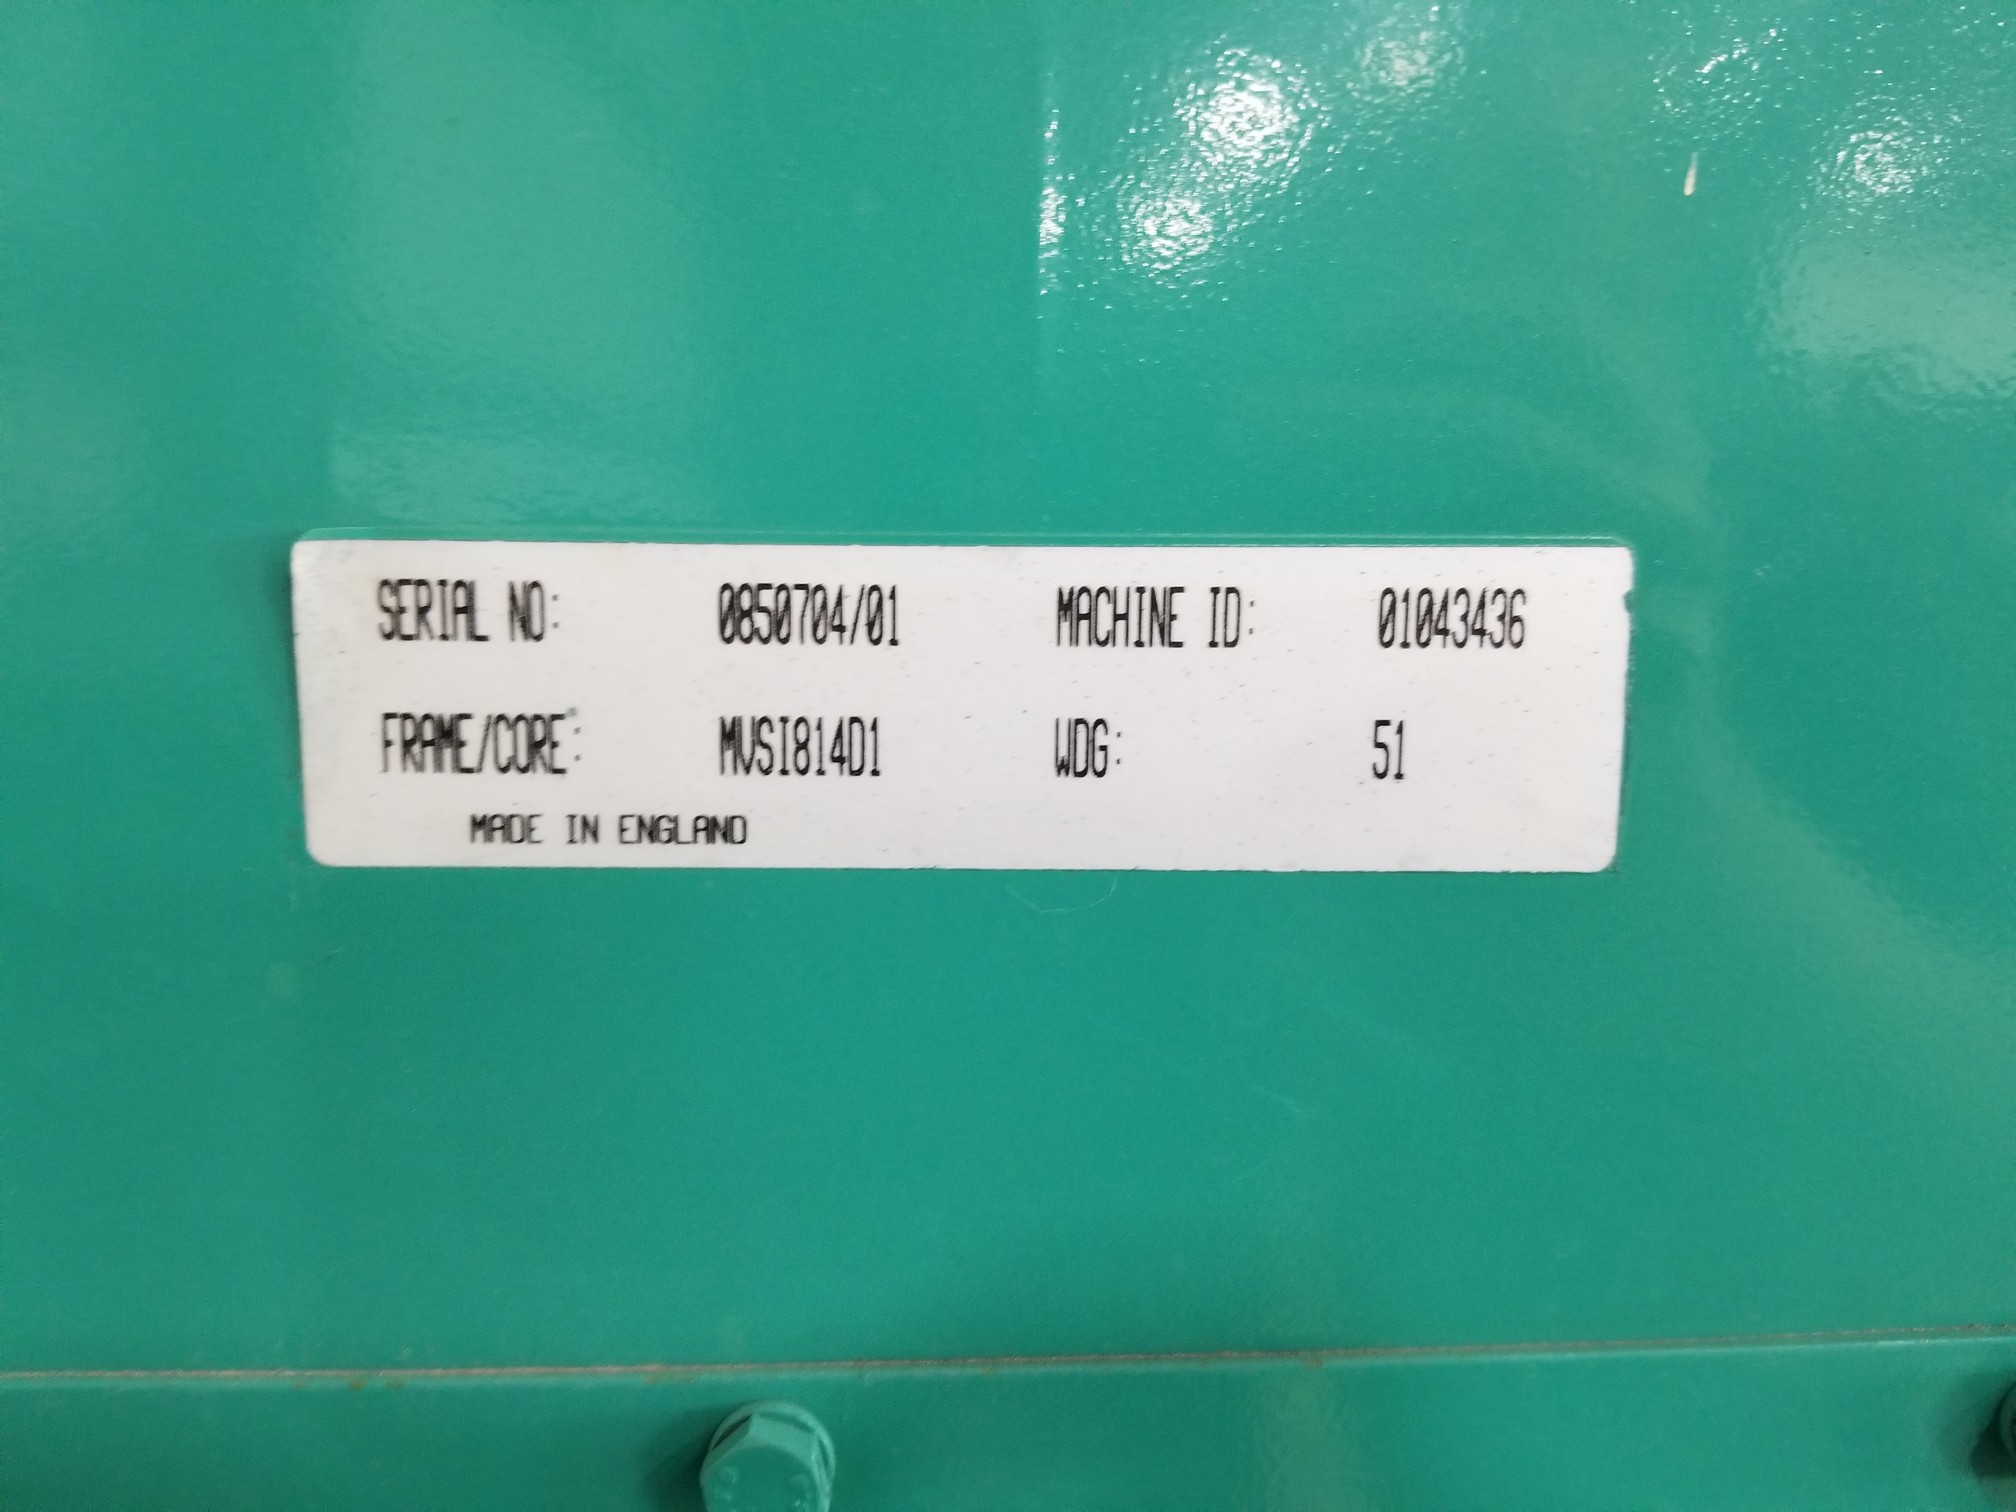 SERIAL NO: 0850704/01 MACHINE ID: 01043436
FRAME/CORE: MVSI814D1 WDG: 51
MADE IN ENGLAND